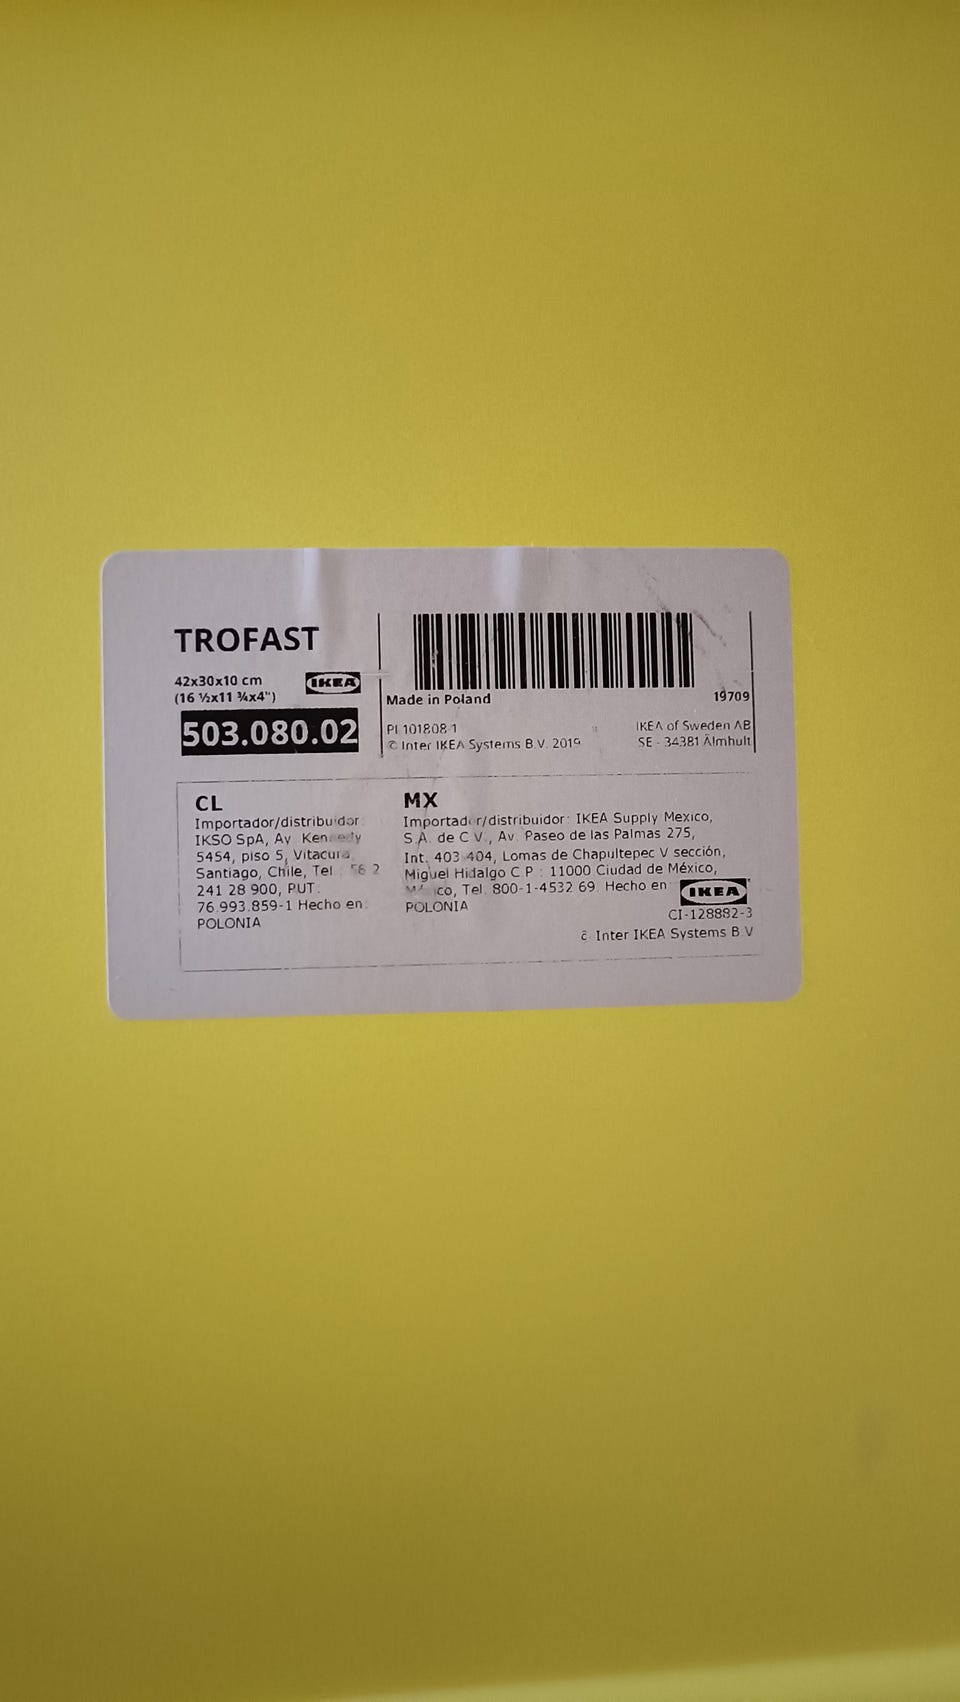 TROFAST
42x30x10 cm
(16 ½x11 ¾x4")
IKEA
503.080.02
Made in Poland
19709
PI 101808-1
© Inter IKEA Systems B.V. 2019
IKEA of Sweden AB
SE - 34381 Älmhult
CL
Importador/distribuidor:
IKSO SpA, Av Kennedy
5454, piso 5, Vitacura,
Santiago, Chile, Tel : 56 2
241 28 900, PUT:
76.993.859-1 Hecho en:
POLONIA
MX
Importador/distribuidor: IKEA Supply Mexico,
S.A. de C V., Av. Paseo de las Palmas 275,
Int. 403 404, Lomas de Chapultepec V sección,
Miguel Hidalgo C.P : 11000 Ciudad de México,
Tel. 800-1-4532 69. Hecho en
POLONIA
IKEA
CI-128882-3
Inter IKEA Systems B.V